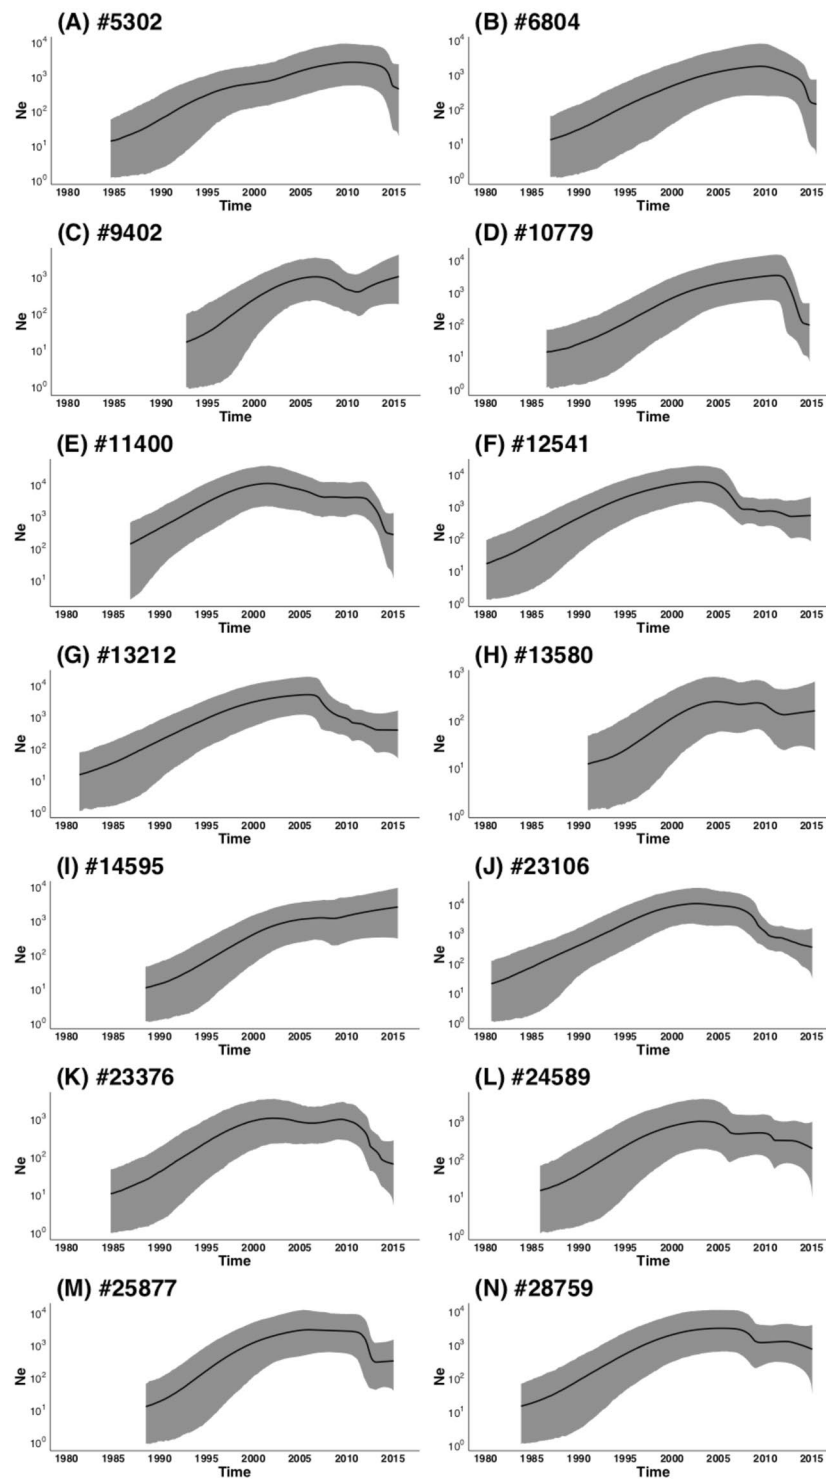 (A) #5302
Ne
10^4
10^3
10^2
10^1
10^0
1980 1985 1990 1995 2000 2005 2010 2015
Time
(B) #6804
Ne
10^4
10^3
10^2
10^1
10^0
1980 1985 1990 1995 2000 2005 2010 2015
Time
(C) #9402
Ne
10^3
10^2
10^1
10^0
1980 1985 1990 1995 2000 2005 2010 2015
Time
(D) #10779
Ne
10^4
10^3
10^2
10^1
10^0
1980 1985 1990 1995 2000 2005 2010 2015
Time
(E) #11400
Ne
10^4
10^3
10^2
10^1
1980 1985 1990 1995 2000 2005 2010 2015
Time
(F) #12541
Ne
10^4
10^3
10^2
10^1
10^0
1980 1985 1990 1995 2000 2005 2010 2015
Time
(G) #13212
Ne
10^4
10^3
10^2
10^1
10^0
1980 1985 1990 1995 2000 2005 2010 2015
Time
(H) #13580
Ne
10^3
10^2
10^1
10^0
1980 1985 1990 1995 2000 2005 2010 2015
Time
(I) #14595
Ne
10^4
10^3
10^2
10^1
10^0
1980 1985 1990 1995 2000 2005 2010 2015
Time
(J) #23106
Ne
10^4
10^3
10^2
10^1
10^0
1980 1985 1990 1995 2000 2005 2010 2015
Time
(K) #23376
Ne
10^3
10^2
10^1
10^0
1980 1985 1990 1995 2000 2005 2010 2015
Time
(L) #24589
Ne
10^3
10^2
10^1
10^0
1980 1985 1990 1995 2000 2005 2010 2015
Time
(M) #25877
Ne
10^4
10^3
10^2
10^1
10^0
1980 1985 1990 1995 2000 2005 2010 2015
Time
(N) #28759
Ne
10^4
10^3
10^2
10^1
10^0
1980 1985 1990 1995 2000 2005 2010 2015
Time